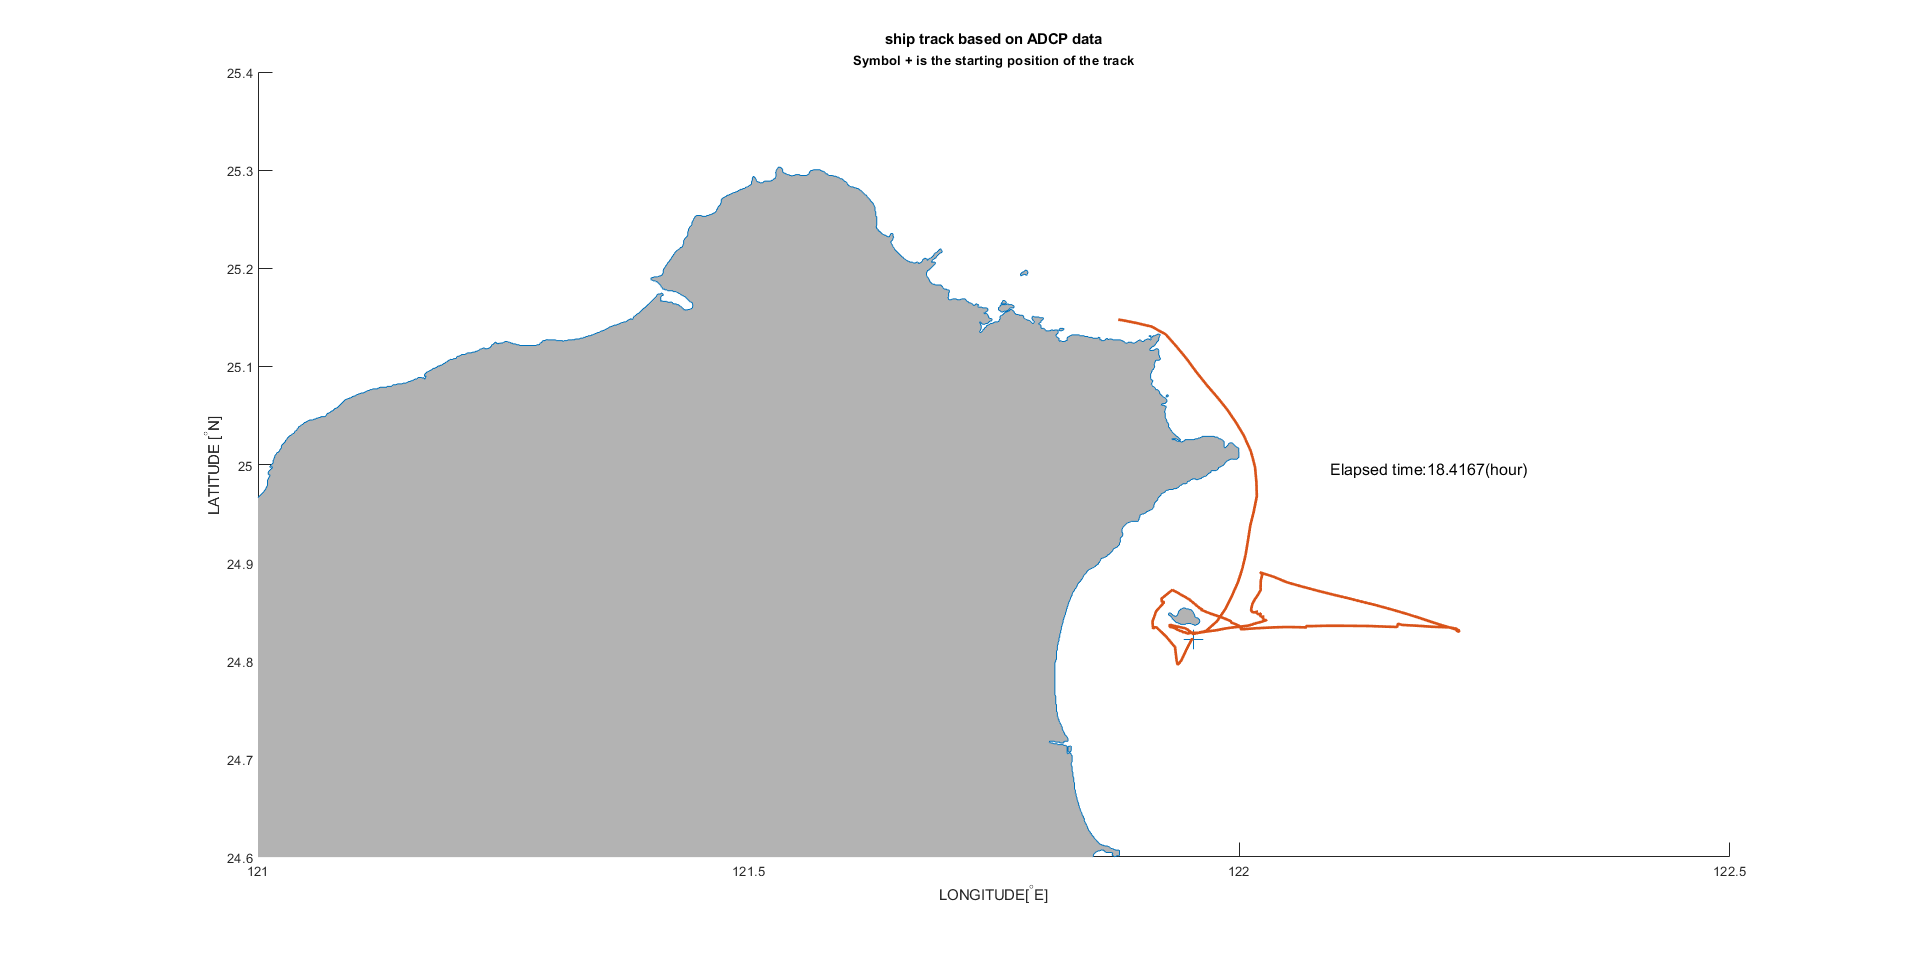 ship track based on ADCP data
Symbol + is the starting position of the track
25.4
25.3
25.2
25.1
25
24.9
24.8
24.7
24.6
LATITUDE [°N]
Elapsed time:18.4167(hour)
121
121.5
122
122.5
LONGITUDE[°E]